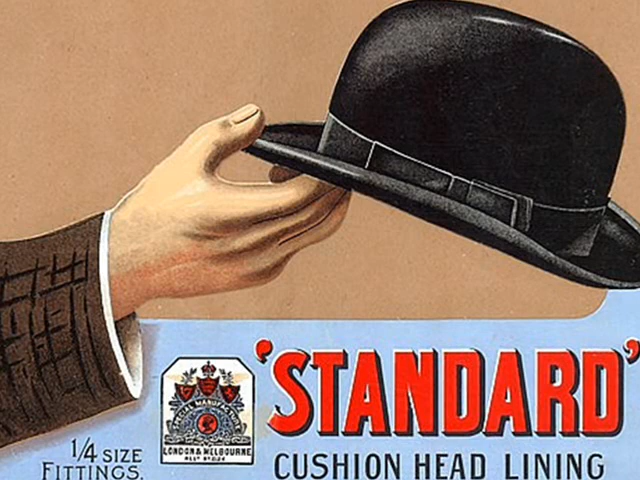 'STANDARD'
LONDON & MELBOURNE
1/4 SIZE
FITTINGS.
CUSHION HEAD LINING